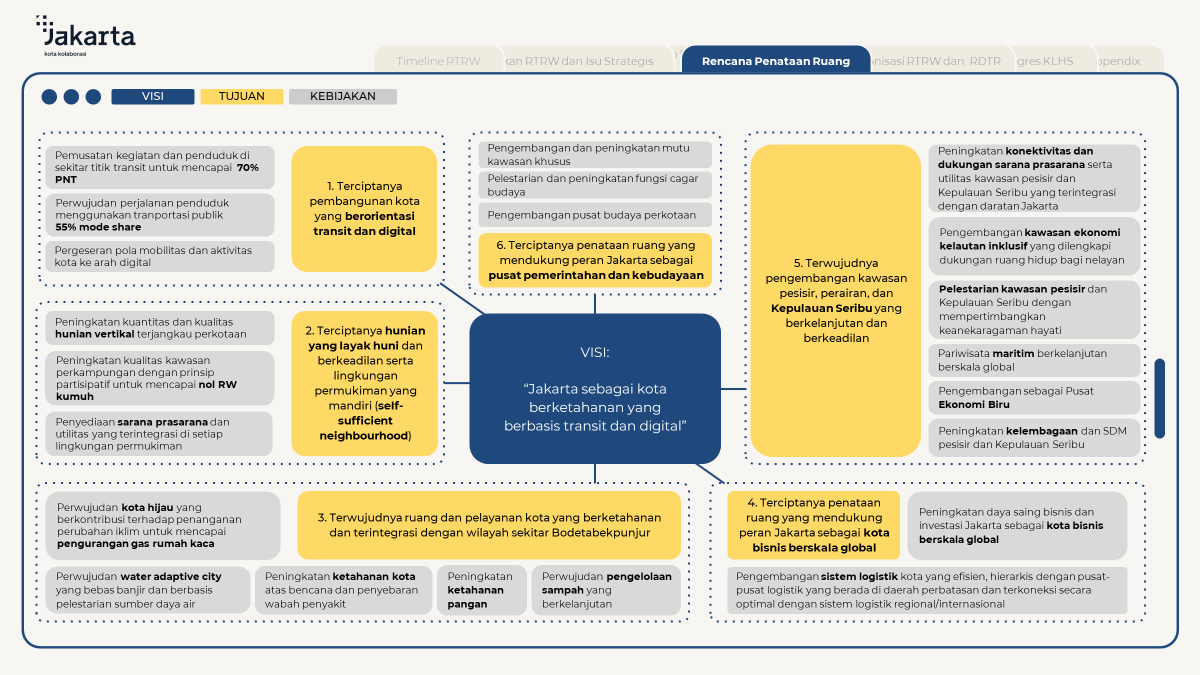 Jakarta
kota kolaborasi
Timeline RTRW
kan RTRW dan Isu Strategis
Rencana Penataan Ruang
nisasi RTRW dan RDTR
gres KLHS
ppendix
VISI
TUJUAN
KEBIJAKAN
Pemusatan kegiatan dan penduduk di
sekitar titik transit untuk mencapai 70%
PNT
Perwujudan perjalanan penduduk
menggunakan tranportasi publik
55% mode share
Pergeseran pola mobilitas dan aktivitas
kota ke arah digital
1. Terciptanya
pembangunan kota
yang berorientasi
transit dan digital
Pengembangan dan peningkatan mutu
kawasan khusus
Pelestarian dan peningkatan fungsi cagar
budaya
Pengembangan pusat budaya perkotaan
6. Terciptanya penataan ruang yang
mendukung peran Jakarta sebagai
pusat pemerintahan dan kebudayaan
5. Terwujudnya
pengembangan kawasan
pesisir, perairan, dan
Kepulauan Seribu yang
berkelanjutan dan
berkeadilan
Peningkatan konektivitas dan
dukungan sarana prasarana serta
utilitas kawasan pesisir dan
Kepulauan Seribu yang terintegrasi
dengan daratan Jakarta
Pengembangan kawasan ekonomi
kelautan inklusif yang dilengkapi
dukungan ruang hidup bagi nelayan
Pelestarian kawasan pesisir dan
Kepulauan Seribu dengan
mempertimbangkan
keanekaragaman hayati
Pariwisata maritim berkelanjutan
berskala global
Pengembangan sebagai Pusat
Ekonomi Biru
Peningkatan kelembagaan dan SDM
pesisir dan Kepulauan Seribu
Peningkatan kuantitas dan kualitas
hunian vertikal terjangkau perkotaan
Peningkatan kualitas kawasan
perkampungan dengan prinsip
partisipatif untuk mencapai nol RW
kumuh
Penyediaan sarana prasarana dan
utilitas yang terintegrasi di setiap
lingkungan permukiman
2. Terciptanya hunian
yang layak huni dan
berkeadilan serta
lingkungan
permukiman yang
mandiri (self-
sufficient
neighbourhood)
VISI:
“Jakarta sebagai kota
berketahanan yang
berbasis transit dan digital”
Perwujudan kota hijau yang
berkontribusi terhadap penanganan
perubahan iklim untuk mencapai
pengurangan gas rumah kaca
3. Terwujudnya ruang dan pelayanan kota yang berketahanan
dan terintegrasi dengan wilayah sekitar Bodetabekpunjur
Perwujudan water adaptive city
yang bebas banjir dan berbasis
pelestarian sumber daya air
Peningkatan ketahanan kota
atas bencana dan penyebaran
wabah penyakit
Peningkatan
ketahanan
pangan
Perwujudan pengelolaan
sampah yang
berkelanjutan
4. Terciptanya penataan
ruang yang mendukung
peran Jakarta sebagai kota
bisnis berskala global
Peningkatan daya saing bisnis dan
investasi Jakarta sebagai kota bisnis
berskala global
Pengembangan sistem logistik kota yang efisien, hierarkis dengan pusat-
pusat logistik yang berada di daerah perbatasan dan terkoneksi secara
optimal dengan sistem logistik regional/internasional